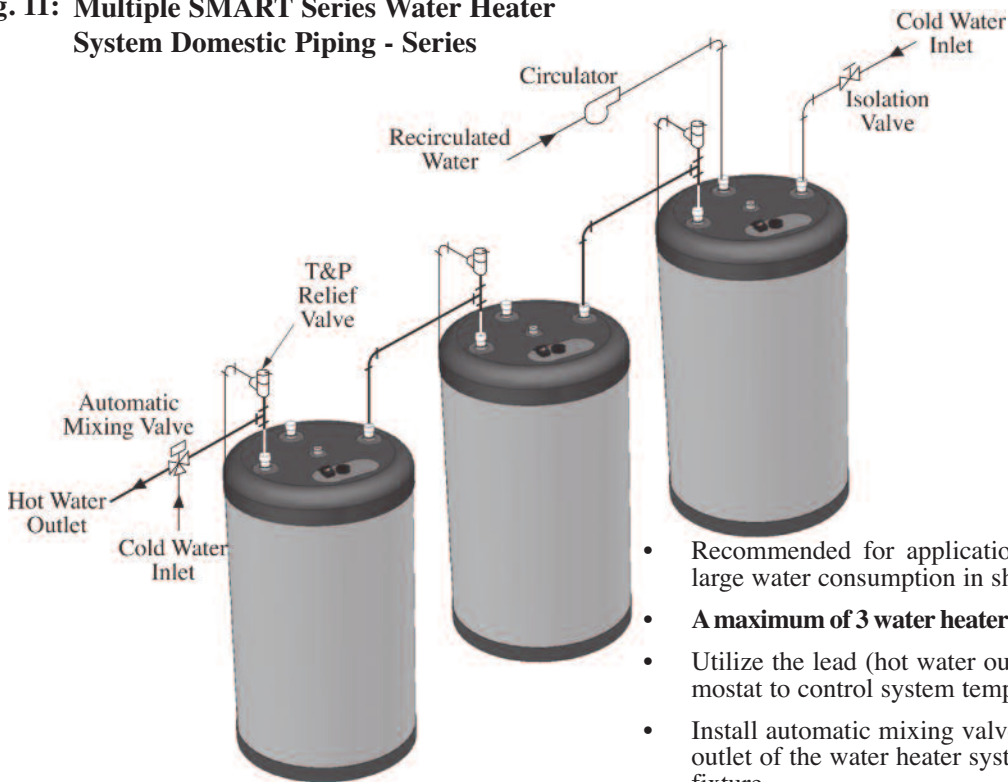 g. 11: Multiple SMART Series Water Heater
System Domestic Piping - Series
Cold Water
Inlet
Circulator
Isolation
Valve
Recirculated
Water
T&P
Relief
Valve
Automatic
Mixing Valve
Hot Water
Outlet
Cold Water
Inlet
• Recommended for applicatio
large water consumption in sh
• A maximum of 3 water heater
• Utilize the lead (hot water ou
mostat to control system temp
• Install automatic mixing valv
outlet of the water heater syst
fixture